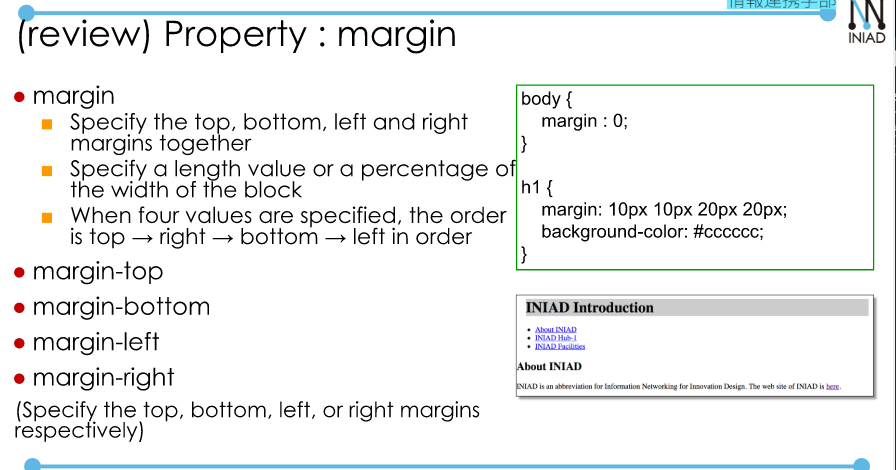 情報連携学部
INIAD
(review) Property : margin
margin
Specify the top, bottom, left and right
margins together
Specify a length value or a percentage of
the width of the block
When four values are specified, the order
is top → right → bottom → left in order
margin-top
margin-bottom
margin-left
margin-right
(Specify the top, bottom, left, or right margins
respectively)
body {
margin : 0;
}
h1 {
margin: 10px 10px 20px 20px;
background-color: #cccccc;
}
INIAD Introduction
About INIAD
INIAD Hub-1
INIAD Facilities
About INIAD
INIAD is an abbreviation for Information Networking for Innovation Design. The web site of INIAD is here.